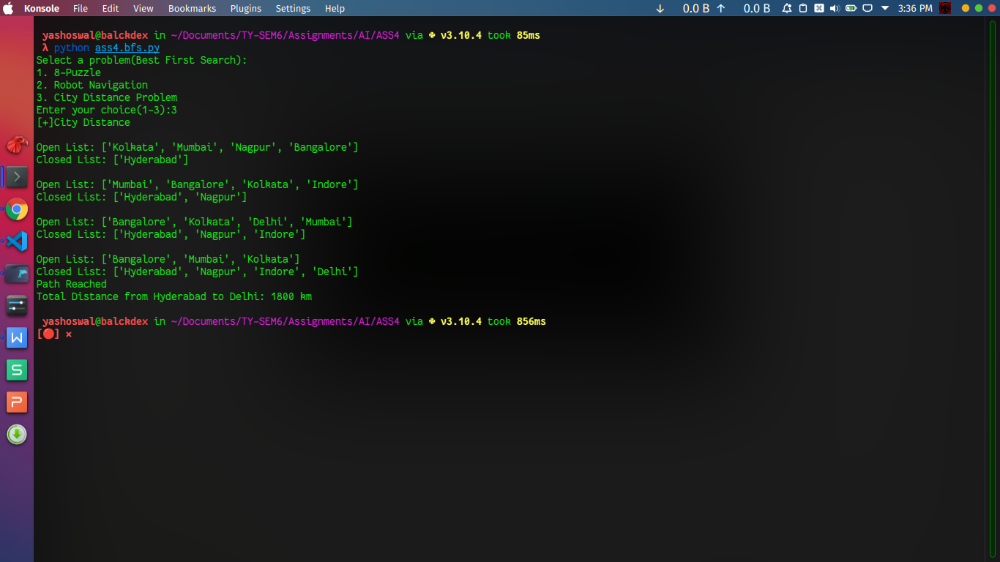 Konsole File Edit View Bookmarks Plugins Settings Help ↓ 0.0 B ↑ 0.0 B 3:36 PM
yashoswal@balckdex in ~/Documents/TY-SEM6/Assignments/AI/ASS4 via v3.10.4 took 85ms
λ python ass4.bfs.py
Select a problem(Best First Search):
1. 8-Puzzle
2. Robot Navigation
3. City Distance Problem
Enter your choice(1-3):3
[+]City Distance
Open List: ['Kolkata', 'Mumbai', 'Nagpur', 'Bangalore']
Closed List: ['Hyderabad']
Open List: ['Mumbai', 'Bangalore', 'Kolkata', 'Indore']
Closed List: ['Hyderabad', 'Nagpur']
Open List: ['Bangalore', 'Kolkata', 'Delhi', 'Mumbai']
Closed List: ['Hyderabad', 'Nagpur', 'Indore']
Open List: ['Bangalore', 'Mumbai', 'Kolkata']
Closed List: ['Hyderabad', 'Nagpur', 'Indore', 'Delhi']
Path Reached
Total Distance from Hyderabad to Delhi: 1800 km
yashoswal@balckdex in ~/Documents/TY-SEM6/Assignments/AI/ASS4 via v3.10.4 took 856ms
[🔴] ×